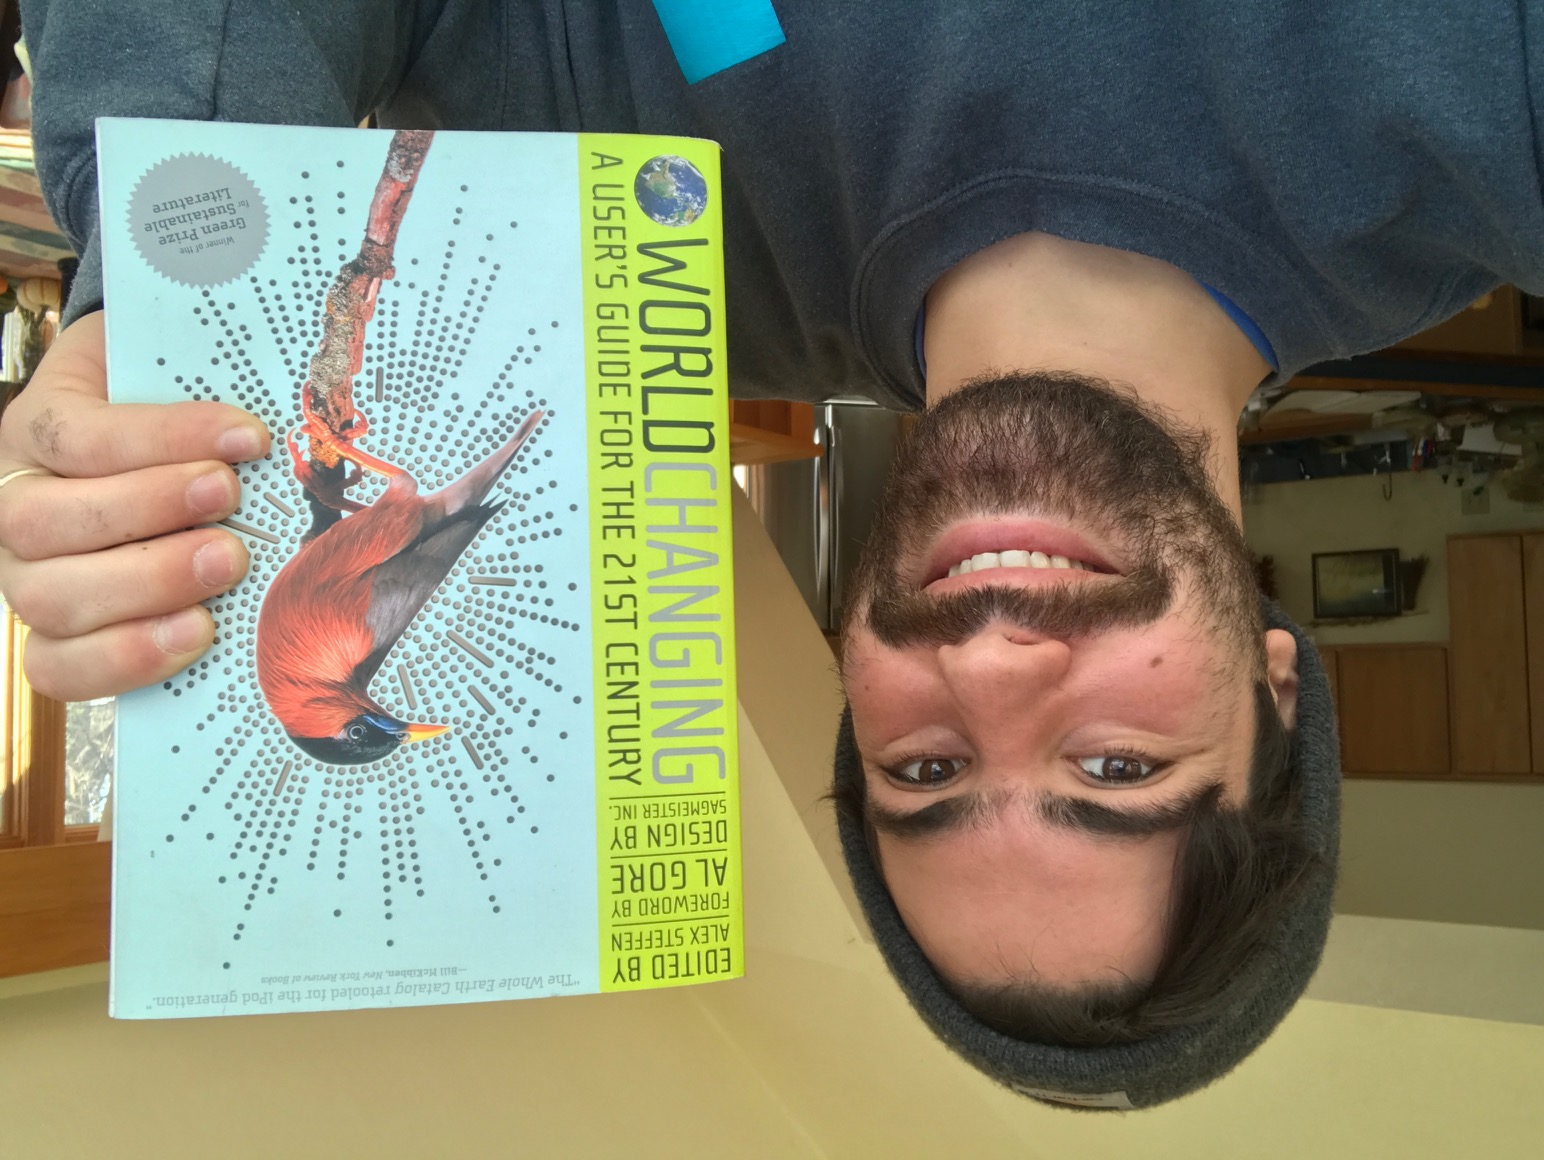 EDITED BY
ALEX STEFFEN
FOREWORD BY
AL GORE
DESIGN BY
SAGMEISTER INC.
WORLDCHANGING
A USER'S GUIDE FOR THE 21ST CENTURY
"The Whole Earth Catalog retooled for the iPod generation."
—Bill McKibben, New York Review of Books
Winner of the
Green Prize
for Sustainable
Literature